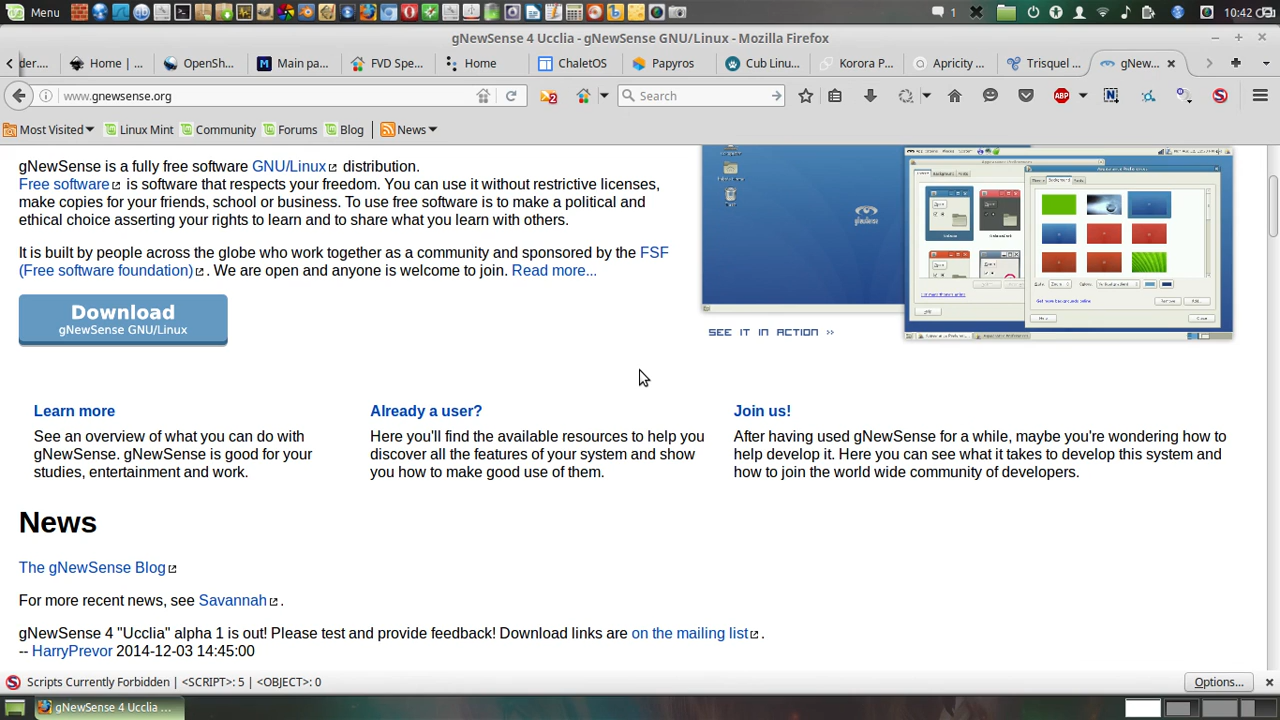 Menu
1
10:42
gNewSense 4 Ucclia - gNewSense GNU/Linux - Mozilla Firefox
der....
Home | ...
OpenSh...
Main pa...
FVD Spe...
Home
ChaletOS
Papyros
Cub Linu...
Korora P...
Apricity ...
Trisquel ...
gNew...
www.gnewsense.org
2
Search
ABP
Most Visited
Linux Mint
Community
Forums
Blog
News
gNewSense is a fully free software GNU/Linux distribution.
Free software is software that respects your freedom. You can use it without restrictive licenses,
make copies for your friends, school or business. To use free software is to make a political and
ethical choice asserting your rights to learn and to share what you learn with others.
It is built by people across the globe who work together as a community and sponsored by the FSF
(Free software foundation). We are open and anyone is welcome to join. Read more...
Download
gNewSense GNU/Linux
SEE IT IN ACTION >>
Learn more
See an overview of what you can do with
gNewSense. gNewSense is good for your
studies, entertainment and work.
Already a user?
Here you'll find the available resources to help you
discover all the features of your system and show
you how to make good use of them.
Join us!
After having used gNewSense for a while, maybe you're wondering how to
help develop it. Here you can see what it takes to develop this system and
how to join the world wide community of developers.
News
The gNewSense Blog
For more recent news, see Savannah.
gNewSense 4 "Ucclia" alpha 1 is out! Please test and provide feedback! Download links are on the mailing list.
-- HarryPrevor 2014-12-03 14:45:00
Scripts Currently Forbidden | <SCRIPT>: 5 | <OBJECT>: 0
Options...
gNewSense 4 Ucclia ...